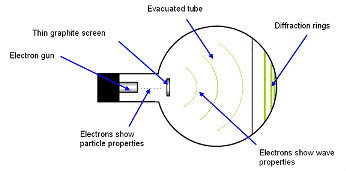 Evacuated tube
Diffraction rings
Thin graphite screen
Electron gun
Electrons show
particle properties
Electrons show wave
properties